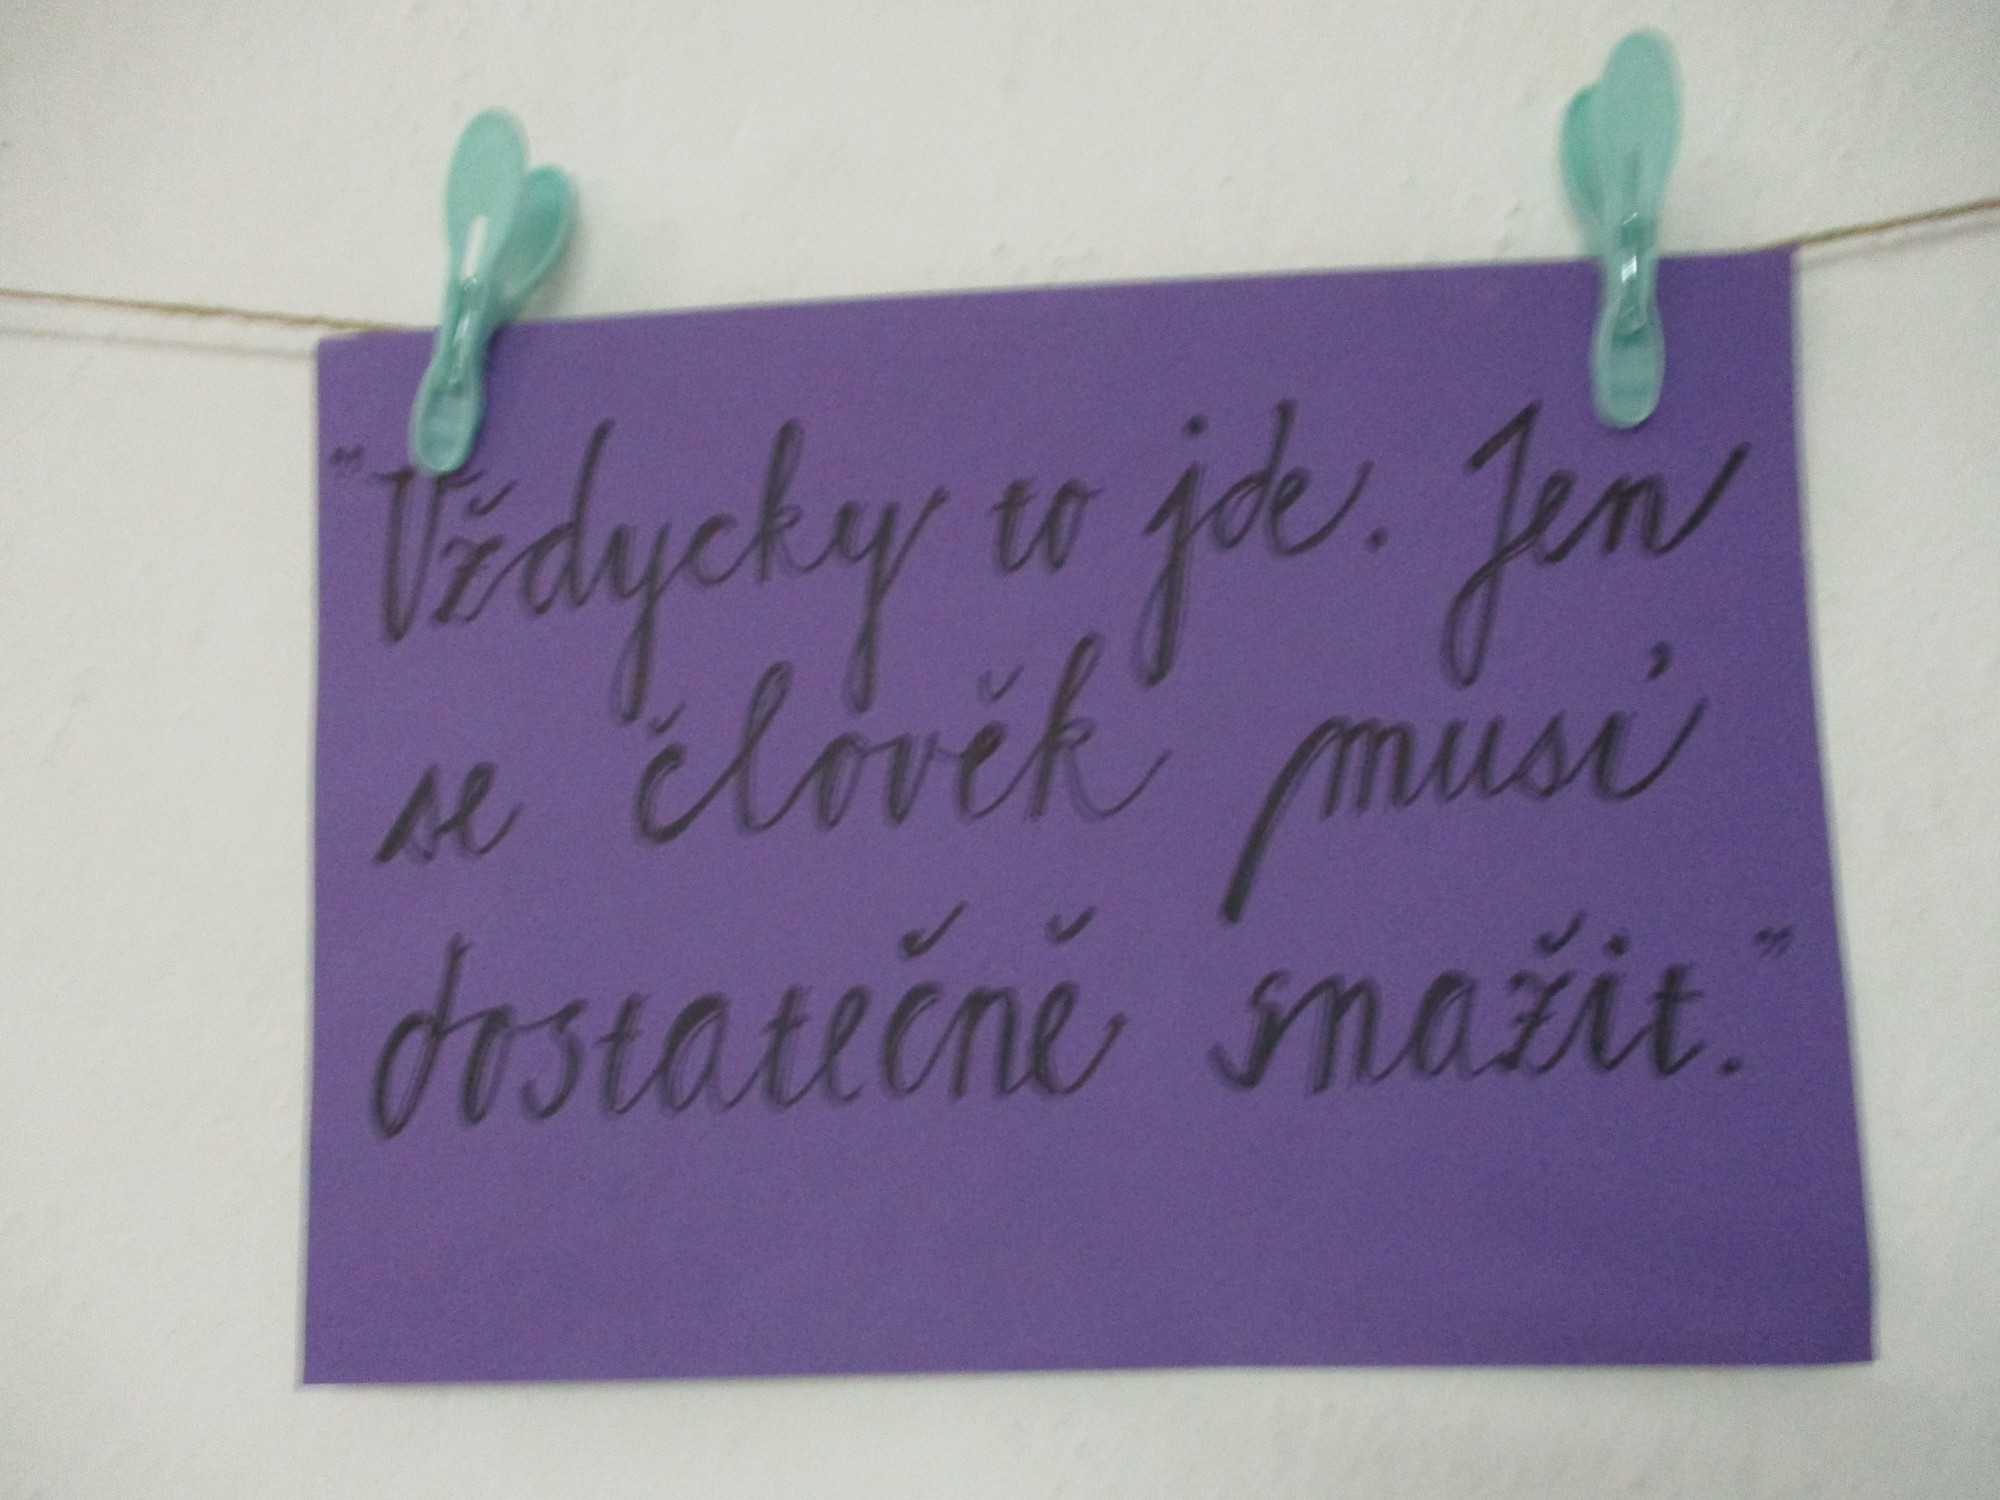 "Vždycky to jde. Jen
se člověk musí
dostatečně snažit."